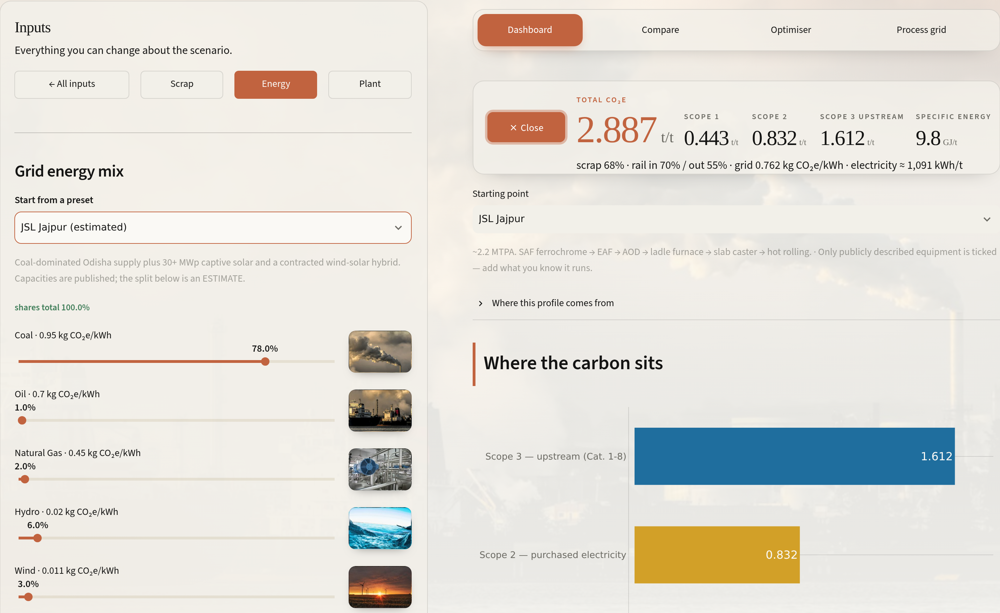 Inputs
Everything you can change about the scenario.
← All inputs
Scrap
Energy
Plant
Grid energy mix
Start from a preset
JSL Jajpur (estimated)
Coal-dominated Odisha supply plus 30+ MWp captive solar and a contracted wind-solar hybrid.
Capacities are published; the split below is an ESTIMATE.
shares total 100.0%
Coal · 0.95 kg CO₂e/kWh
78.0%
Oil · 0.7 kg CO₂e/kWh
1.0%
Natural Gas · 0.45 kg CO₂e/kWh
2.0%
Hydro · 0.02 kg CO₂e/kWh
6.0%
Wind · 0.011 kg CO₂e/kWh
3.0%
Dashboard
Compare
Optimiser
Process grid
× Close
TOTAL CO₂E
2.887 t/t
SCOPE 1
0.443 t/t
SCOPE 2
0.832 t/t
SCOPE 3 UPSTREAM
1.612 t/t
SPECIFIC ENERGY
9.8 GJ/t
scrap 68% · rail in 70% / out 55% · grid 0.762 kg CO₂e/kWh · electricity ≈ 1,091 kWh/t
Starting point
JSL Jajpur
~2.2 MTPA. SAF ferrochrome → EAF → AOD → ladle furnace → slab caster → hot rolling. · Only publicly described equipment is ticked
— add what you know it runs.
Where this profile comes from
Where the carbon sits
Scope 3 — upstream (Cat. 1-8)
1.612
Scope 2 — purchased electricity
0.832